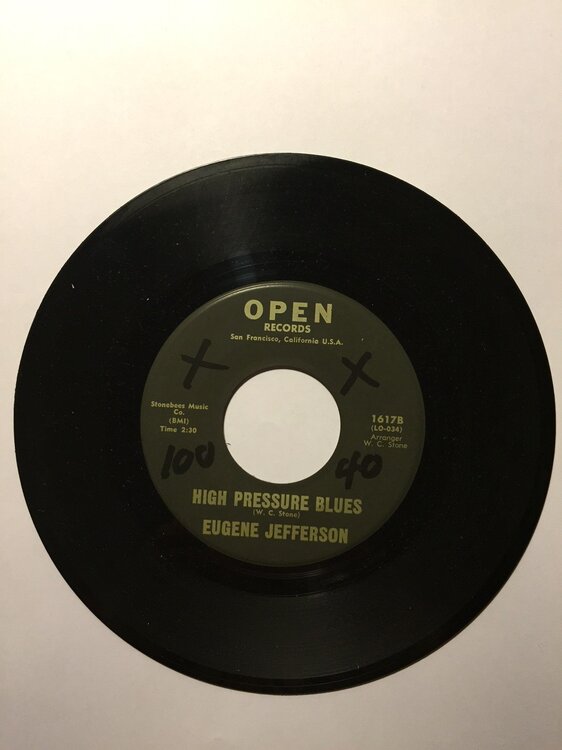 OPEN
RECORDS
San Francisco, California U.S.A.
X X
Stonebees Music
Co.
(BMI)
Time 2:30
1617B
(LO-034)
Arranger
W. C. Stone
100 40
HIGH PRESSURE BLUES
(W. C. Stone)
EUGENE JEFFERSON